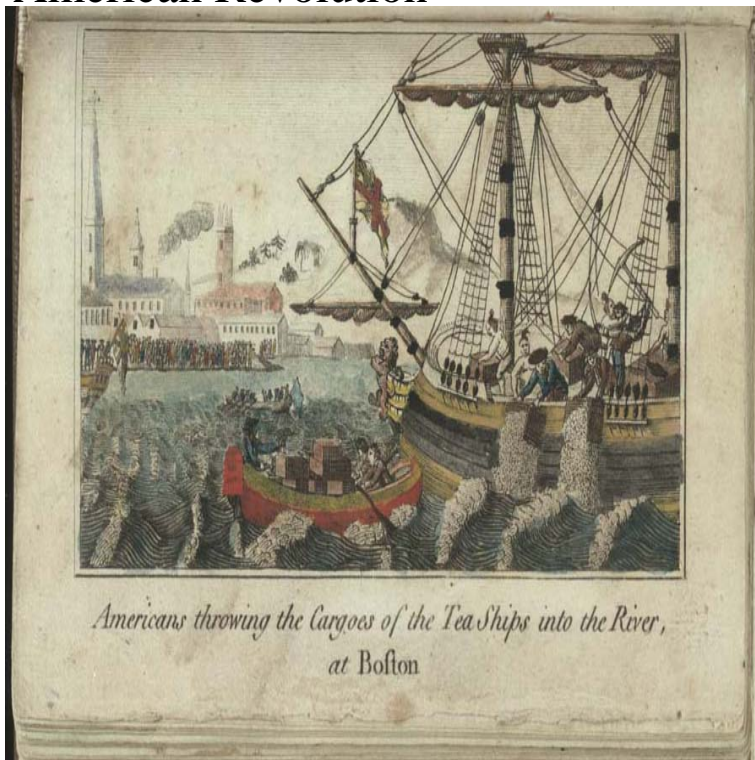 American Revolution
Americans throwing the Cargoes of the Tea Ships into the River,
at Boſton